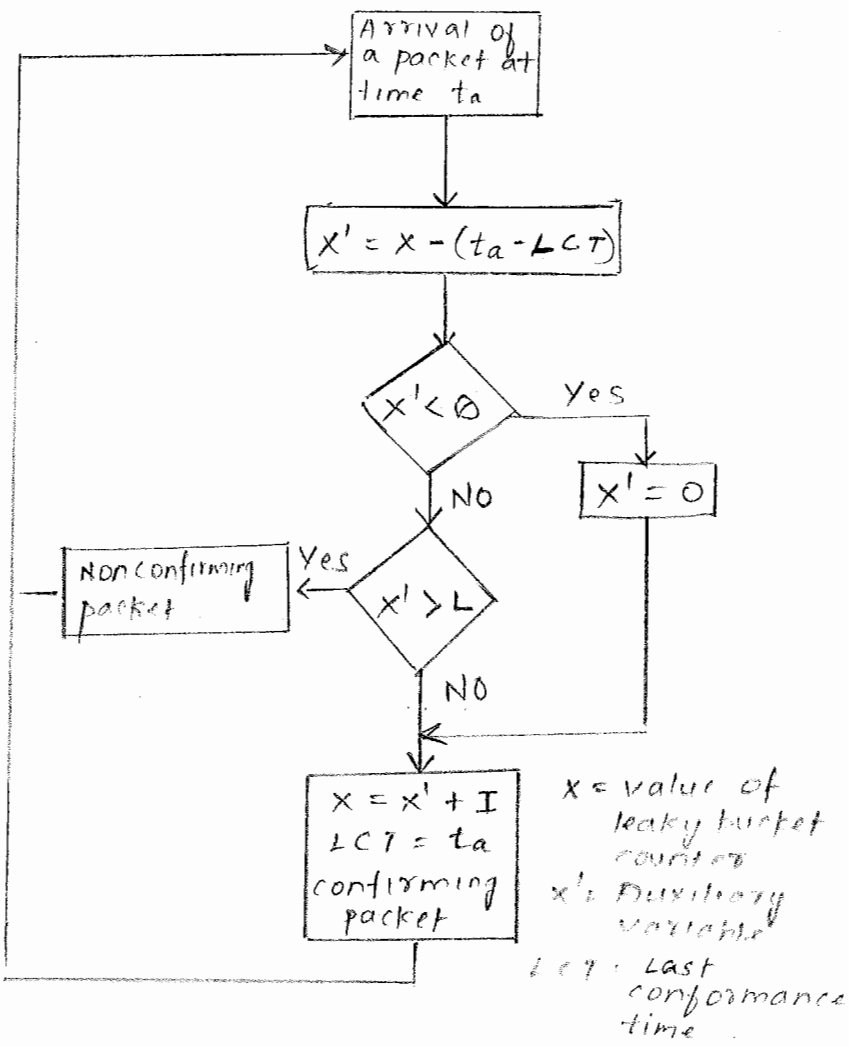 Arrival of
a packet at
time ta
X' = X - (ta - LCT)
X' < 0
Yes
X' = 0
NO
Nonconfirming
packet
Yes
X' > L
NO
X = X' + I
LCT = ta
confirming
packet
X = value of
leaky bucket
counter
X': Auxiliary
variable
LCT: Last
conformance
time.